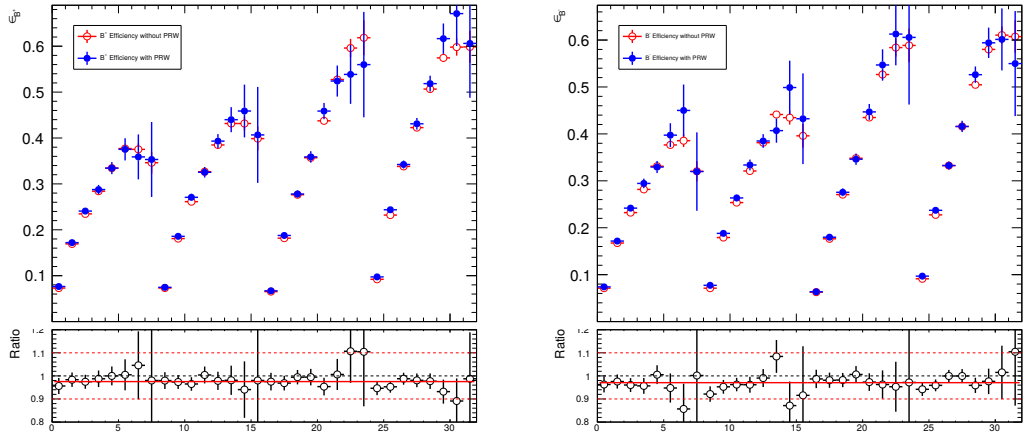 ϵ_B⁺
0.6
0.5
0.4
0.3
0.2
0.1
B⁺ Efficiency without PRW
B⁺ Efficiency with PRW
Ratio
1.2
1.1
1
0.9
0.8
0 5 10 15 20 25 30
ϵ_B⁻
0.6
0.5
0.4
0.3
0.2
0.1
B⁻ Efficiency without PRW
B⁻ Efficiency with PRW
Ratio
1.2
1.1
1
0.9
0.8
0 5 10 15 20 25 30